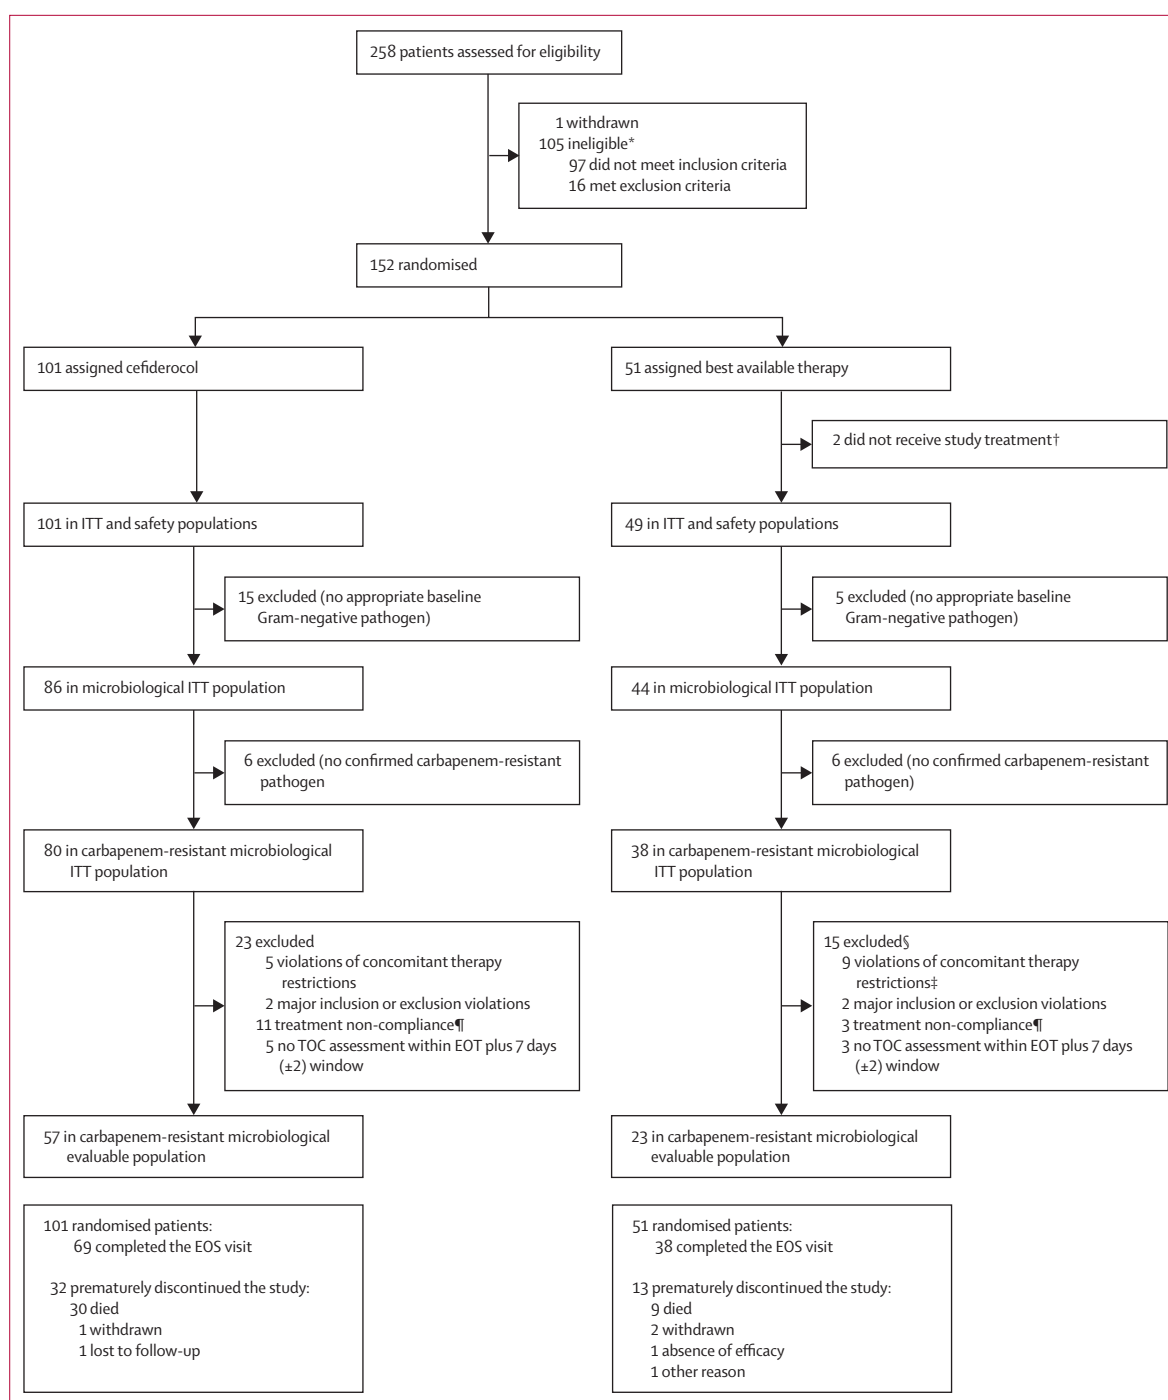 258 patients assessed for eligibility
1 withdrawn
105 ineligible*
97 did not meet inclusion criteria
16 met exclusion criteria
152 randomised
101 assigned cefiderocol
51 assigned best available therapy
2 did not receive study treatment†
101 in ITT and safety populations
49 in ITT and safety populations
15 excluded (no appropriate baseline
Gram-negative pathogen)
5 excluded (no appropriate baseline
Gram-negative pathogen)
86 in microbiological ITT population
44 in microbiological ITT population
6 excluded (no confirmed carbapenem-resistant
pathogen
6 excluded (no confirmed carbapenem-resistant
pathogen)
80 in carbapenem-resistant microbiological
ITT population
38 in carbapenem-resistant microbiological
ITT population
23 excluded
5 violations of concomitant therapy
restrictions
2 major inclusion or exclusion violations
11 treatment non-compliance¶
5 no TOC assessment within EOT plus 7 days
(±2) window
15 excluded§
9 violations of concomitant therapy
restrictions‡
2 major inclusion or exclusion violations
3 treatment non-compliance¶
3 no TOC assessment within EOT plus 7 days
(±2) window
57 in carbapenem-resistant microbiological
evaluable population
23 in carbapenem-resistant microbiological
evaluable population
101 randomised patients:
69 completed the EOS visit
32 prematurely discontinued the study:
30 died
1 withdrawn
1 lost to follow-up
51 randomised patients:
38 completed the EOS visit
13 prematurely discontinued the study:
9 died
2 withdrawn
1 absence of efficacy
1 other reason